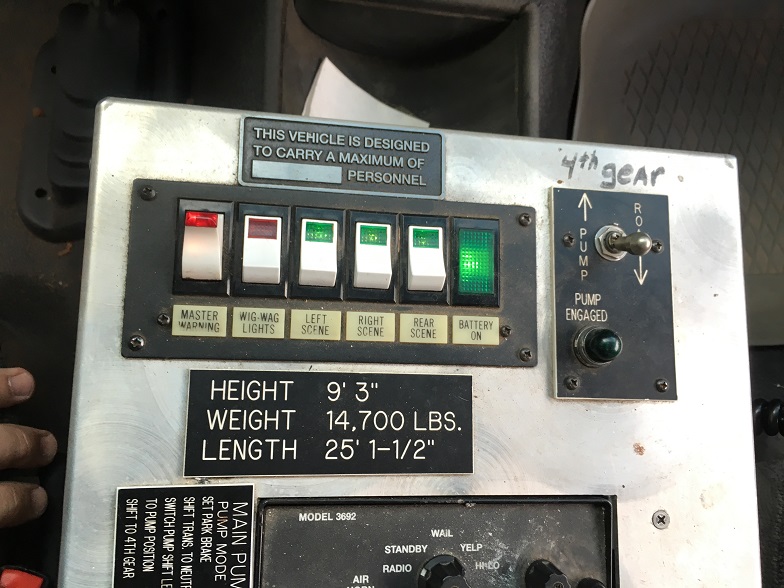 THIS VEHICLE IS DESIGNED
TO CARRY A MAXIMUM OF
PERSONNEL
4th gear
PUMP
PUMP
ENGAGED
MASTER
WARNING
WIG-WAG
LIGHTS
LEFT
SCENE
RIGHT
SCENE
REAR
SCENE
BATTERY
ON
HEIGHT 9' 3"
WEIGHT 14,700 LBS.
LENGTH 25' 1-1/2"
MAIN
PUMP MODE
SET PARK BRAKE
SHIFT TRANS. TO
SWITCH PUMP SHIFT
TO PUMP POSITION
SHIFT TO 4TH GEAR
MODEL 3692
WAIL
STANDBY
YELP
RADIO
HI-LO
AIR
HORN